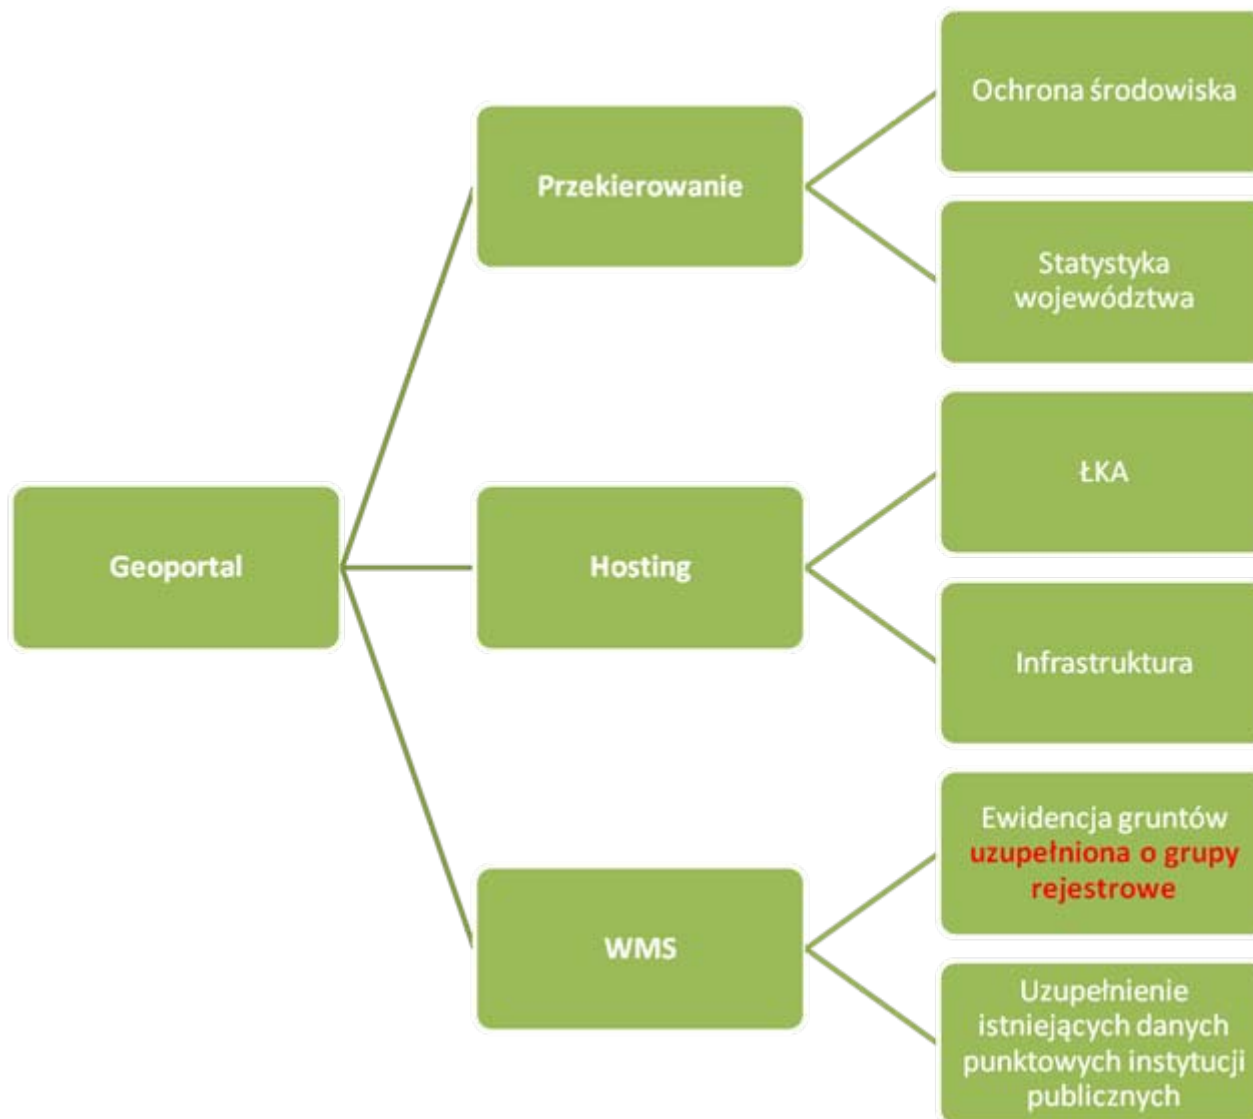 Ochrona środowiska
Przekierowanie
Statystyka
województwa
ŁKA
Geoportal
Hosting
Infrastruktura
Ewidencja gruntów
uzupełniona o grupy
rejestrowe
WMS
Uzupełnienie
istniejących danych
punktowych instytucji
publicznych